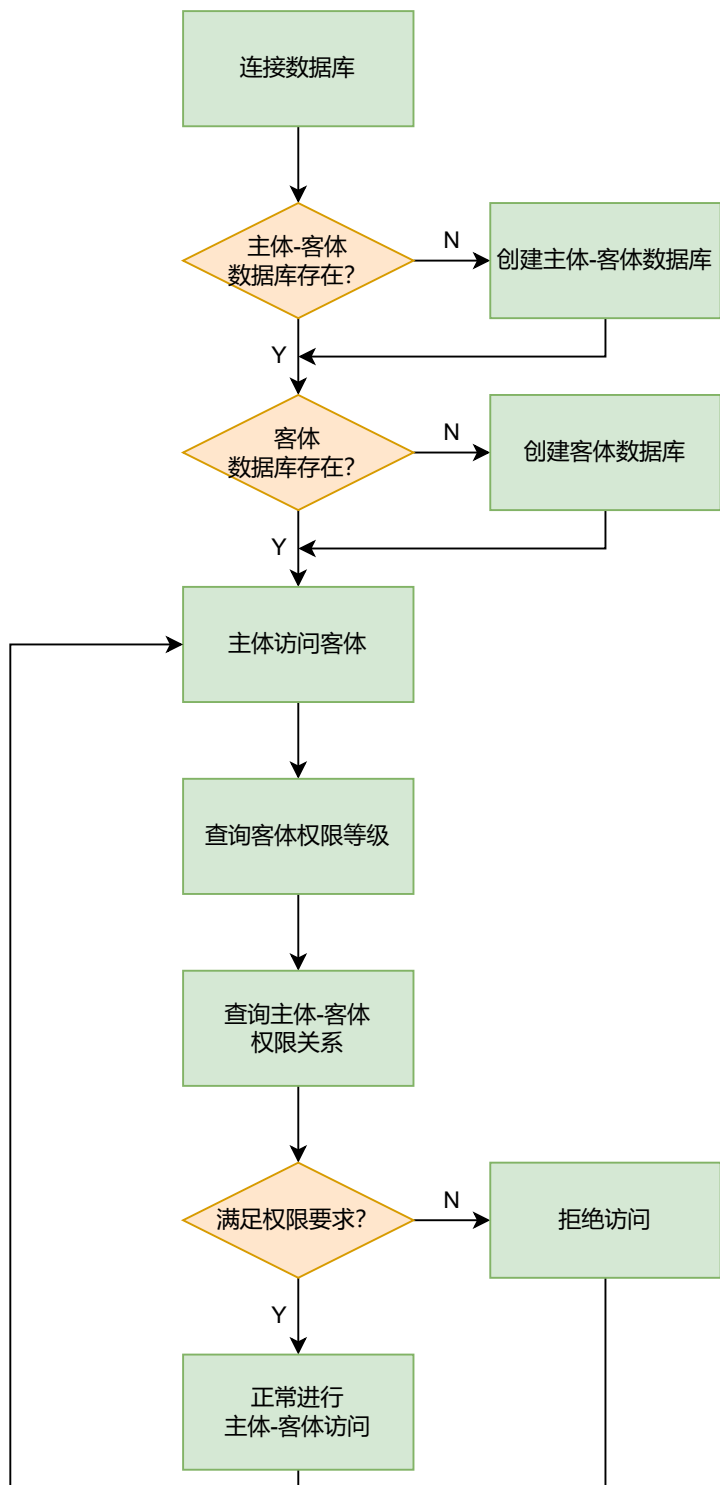 连接数据库
主体-客体
数据库存在？
N
创建主体-客体数据库
Y
客体
数据库存在？
N
创建客体数据库
Y
主体访问客体
查询客体权限等级
查询主体-客体
权限关系
满足权限要求？
N
拒绝访问
Y
正常进行
主体-客体访问